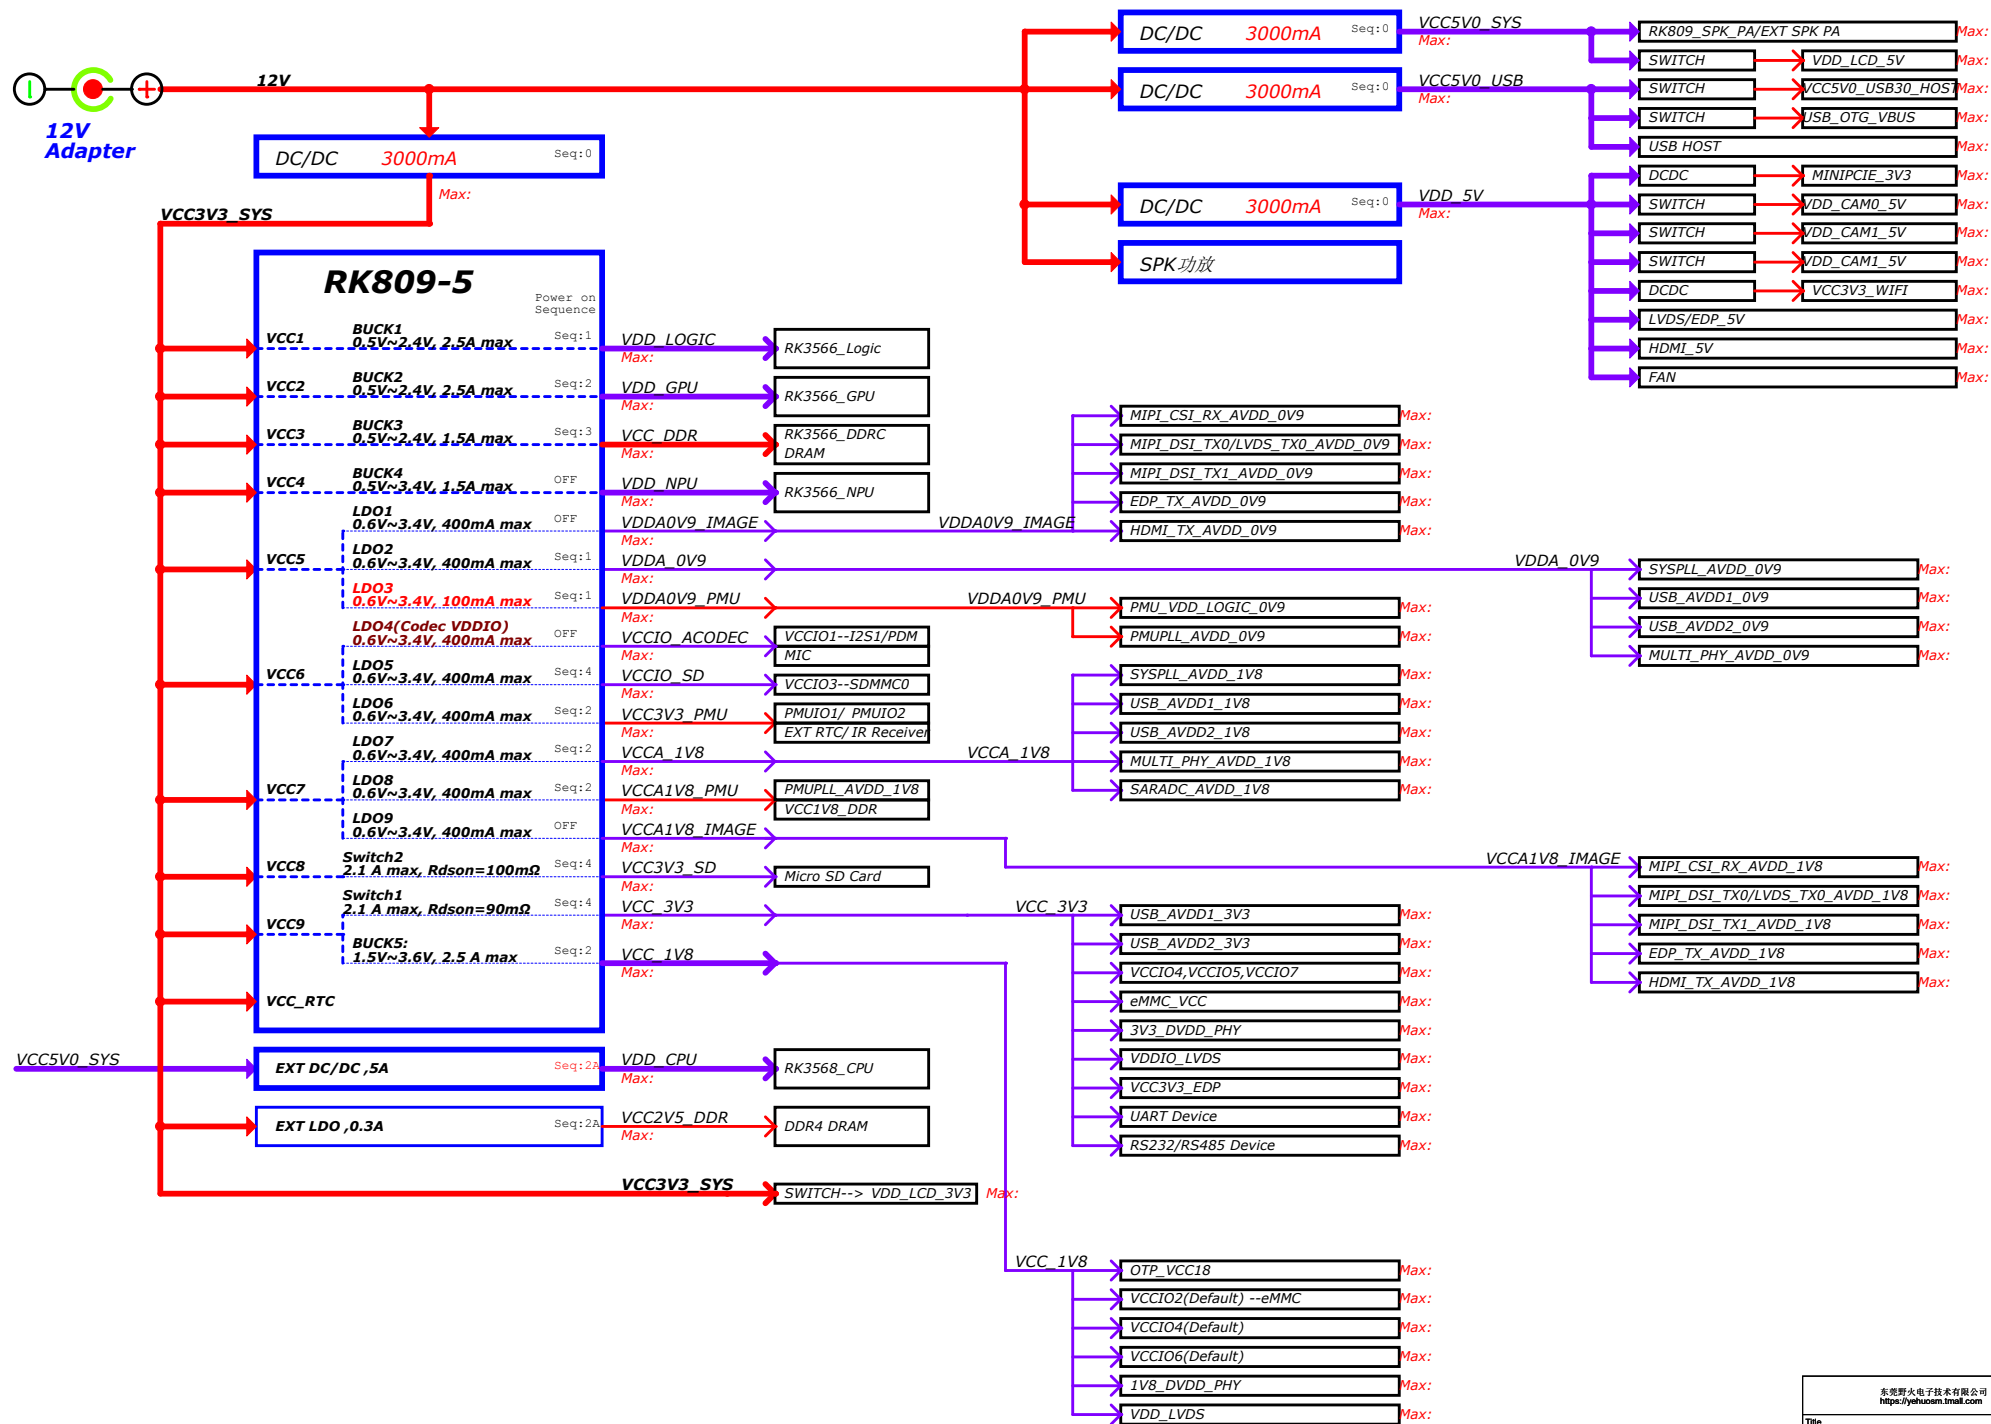 12V
Adapter
12V
DC/DC 3000mA Seq:0
Max:
VCC3V3_SYS
DC/DC 3000mA Seq:0
VCC5V0_SYS
Max:
RK809_SPK_PA/EXT SPK PA Max:
SWITCH VDD_LCD_5V Max:
DC/DC 3000mA Seq:0
VCC5V0_USB
Max:
SWITCH VCC5V0_USB30_HOST Max:
SWITCH USB_OTG_VBUS Max:
USB HOST Max:
DC/DC 3000mA Seq:0
VDD_5V
Max:
DCDC MINIPCIE_3V3 Max:
SWITCH VDD_CAM0_5V Max:
SWITCH VDD_CAM1_5V Max:
SWITCH VDD_CAM1_5V Max:
DCDC VCC3V3_WIFI Max:
LVDS/EDP_5V Max:
HDMI_5V Max:
FAN Max:
SPK功放
RK809-5
Power on
Sequence
VCC1
BUCK1
0.5V~2.4V, 2.5A max
Seq:1
VDD_LOGIC
Max:
RK3566_Logic
VCC2
BUCK2
0.5V~2.4V, 2.5A max
Seq:2
VDD_GPU
Max:
RK3566_GPU
VCC3
BUCK3
0.5V~2.4V, 1.5A max
Seq:3
VCC_DDR
Max:
RK3566_DDRC
DRAM
VCC4
BUCK4
0.5V~3.4V, 1.5A max
OFF
VDD_NPU
Max:
RK3566_NPU
VCC5
LDO1
0.6V~3.4V, 400mA max
OFF
VDDA0V9_IMAGE
Max:
VDDA0V9_IMAGE
MIPI_CSI_RX_AVDD_0V9 Max:
MIPI_DSI_TX0/LVDS_TX0_AVDD_0V9 Max:
MIPI_DSI_TX1_AVDD_0V9 Max:
EDP_TX_AVDD_0V9 Max:
HDMI_TX_AVDD_0V9 Max:
LDO2
0.6V~3.4V, 400mA max
Seq:1
VDDA_0V9
Max:
VDDA_0V9
SYSPLL_AVDD_0V9 Max:
USB_AVDD1_0V9 Max:
USB_AVDD2_0V9 Max:
MULTI_PHY_AVDD_0V9 Max:
LDO3
0.6V~3.4V, 100mA max
Seq:1
VDDA0V9_PMU
Max:
VDDA0V9_PMU
PMU_VDD_LOGIC_0V9 Max:
PMUPLL_AVDD_0V9 Max:
VCC6
LDO4(Codec VDDIO)
0.6V~3.4V, 400mA max
OFF
VCCIO_ACODEC
Max:
VCCIO1--I2S1/PDM
MIC
LDO5
0.6V~3.4V, 400mA max
Seq:4
VCCIO_SD
Max:
VCCIO3--SDMMC0
LDO6
0.6V~3.4V, 400mA max
Seq:2
VCC3V3_PMU
Max:
PMUIO1/ PMUIO2
EXT RTC/ IR Receiver
VCC7
LDO7
0.6V~3.4V, 400mA max
Seq:2
VCCA_1V8
Max:
VCCA_1V8
SYSPLL_AVDD_1V8 Max:
USB_AVDD1_1V8 Max:
USB_AVDD2_1V8 Max:
MULTI_PHY_AVDD_1V8 Max:
SARADC_AVDD_1V8 Max:
LDO8
0.6V~3.4V, 400mA max
Seq:2
VCCA1V8_PMU
Max:
PMUPLL_AVDD_1V8
VCC1V8_DDR
LDO9
0.6V~3.4V, 400mA max
OFF
VCCA1V8_IMAGE
Max:
VCCA1V8_IMAGE
MIPI_CSI_RX_AVDD_1V8 Max:
MIPI_DSI_TX0/LVDS_TX0_AVDD_1V8 Max:
MIPI_DSI_TX1_AVDD_1V8 Max:
EDP_TX_AVDD_1V8 Max:
HDMI_TX_AVDD_1V8 Max:
VCC8
Switch2
2.1 A max, Rdson=100mΩ
Seq:4
VCC3V3_SD
Max:
Micro SD Card
VCC9
Switch1
2.1 A max, Rdson=90mΩ
Seq:4
VCC_3V3
Max:
VCC_3V3
USB_AVDD1_3V3 Max:
USB_AVDD2_3V3 Max:
VCCIO4,VCCIO5,VCCIO7 Max:
eMMC_VCC Max:
3V3_DVDD_PHY Max:
VDDIO_LVDS Max:
VCC3V3_EDP Max:
UART Device Max:
RS232/RS485 Device Max:
BUCK5:
1.5V~3.6V, 2.5 A max
Seq:2
VCC_1V8
Max:
VCC_RTC
VCC5V0_SYS
EXT DC/DC ,5A
Seq:2A
VDD_CPU
Max:
RK3568_CPU
EXT LDO ,0.3A
Seq:2A
VCC2V5_DDR
Max:
DDR4 DRAM
VCC3V3_SYS
SWITCH--> VDD_LCD_3V3 Max:
VCC_1V8
OTP_VCC18 Max:
VCCIO2(Default) --eMMC Max:
VCCIO4(Default) Max:
VCCIO6(Default) Max:
1V8_DVDD_PHY Max:
VDD_LVDS Max:
东莞野火电子技术有限公司
https://yehuosm.tmall.com
Title